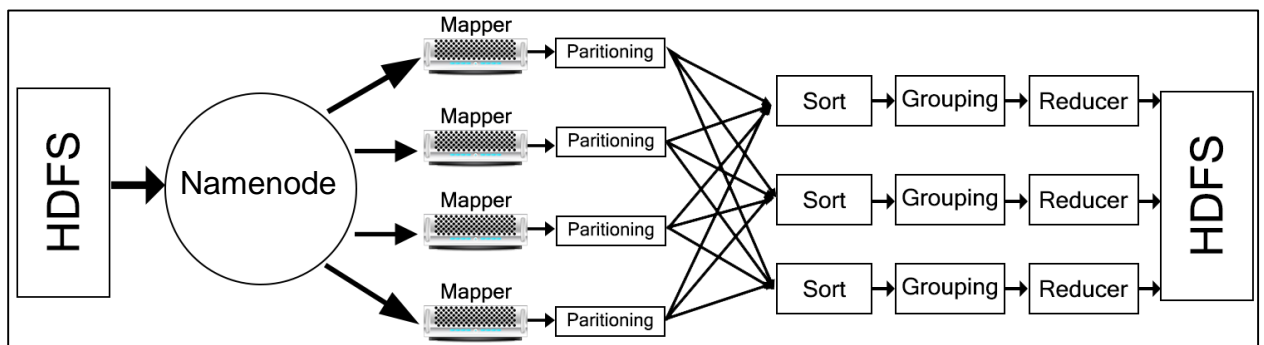 HDFS
Namenode
Mapper
Paritioning
Mapper
Paritioning
Mapper
Paritioning
Mapper
Paritioning
Sort
Grouping
Reducer
Sort
Grouping
Reducer
Sort
Grouping
Reducer
HDFS